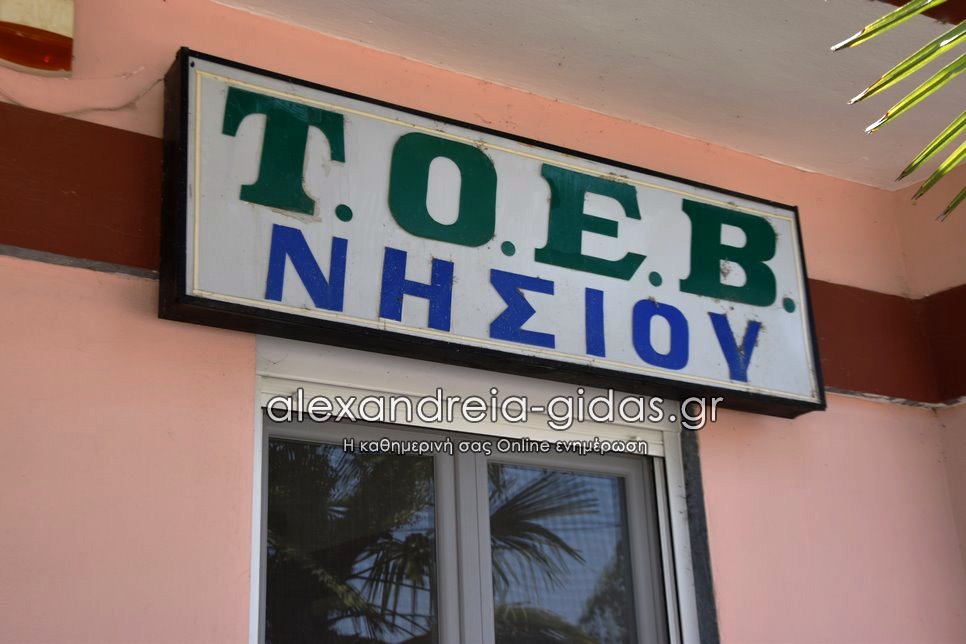 Τ.Ο.Ε.Β.
ΝΗΣΙΟΥ
alexandreia-gidas.gr
Η καθημερινή σας Online ενημέρωση